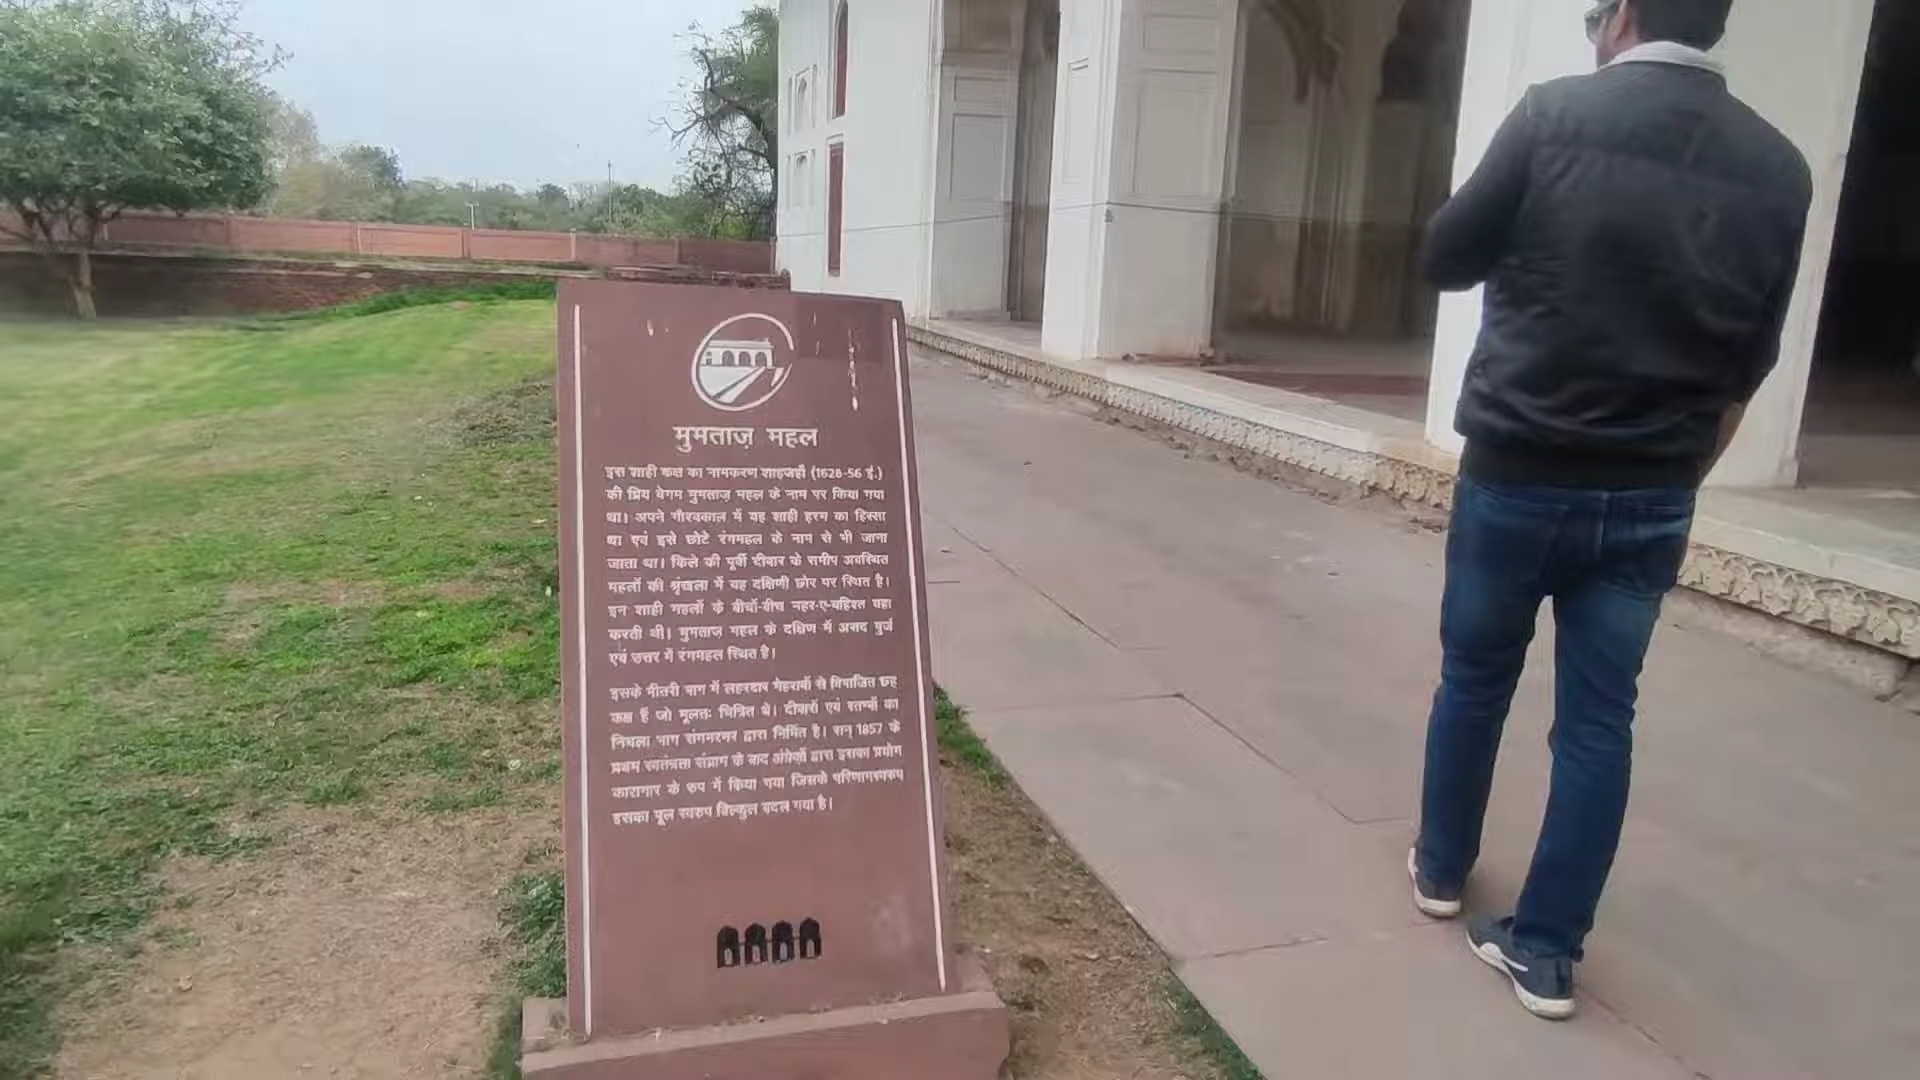 मुमताज़ महल
इस शाही कक्ष का नामकरण शाहजहाँ (1628-56 ई.)
की प्रिय बेगम मुमताज़ महल के नाम पर किया गया
था। अपने गौरवकाल में यह शाही हरम का हिस्सा
था एवं इसे छोटे रंगमहल के नाम से भी जाना
जाता था। किले की पूर्वी दीवार के समीप अवस्थित
महलों की श्रृंखला में यह दक्षिणी छोर पर स्थित है।
इन शाही महलों के बीचों-बीच नहर-ए-बहिश्त बहा
करती थी। मुमताज महल के दक्षिण में असद बुर्ज
एवं उत्तर में रंगमहल स्थित है।
इसके भीतरी भाग में लहरदार मेहराबों से विभाजित छह
कक्ष हैं जो मूलतः चित्रित थे। दीवारों एवं स्तम्भों का
निचला भाग संगमरमर द्वारा निर्मित है। सन् 1857 के
प्रथम स्वतंत्रता संग्राम के बाद अंग्रेजों द्वारा इसका प्रयोग
कारागार के रुप में किया गया जिसके परिणामस्वरुप
इसका मूल स्वरुप बिल्कुल बदल गया है।